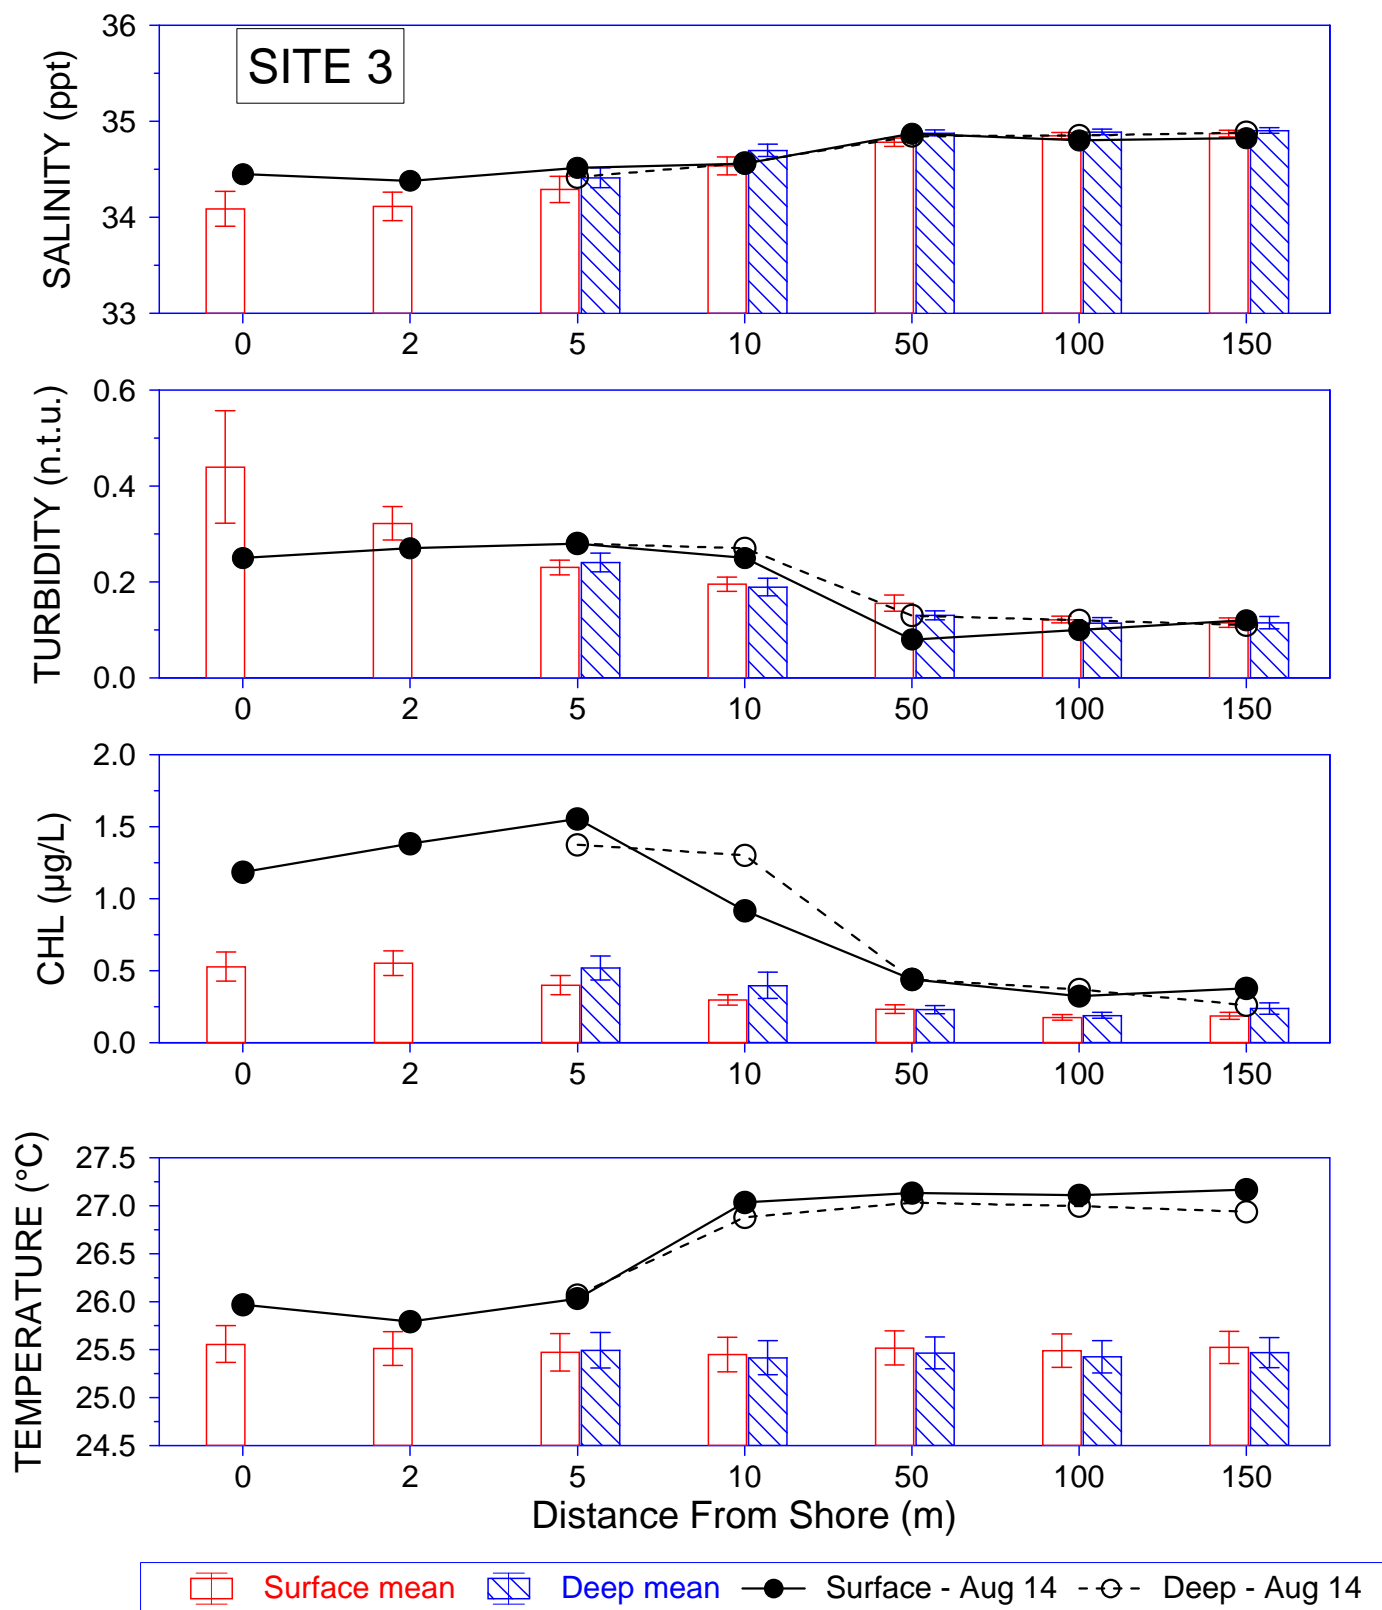 SITE 3
SALINITY (ppt)
36
35
34
33
0 2 5 10 50 100 150
TURBIDITY (n.t.u.)
0.6
0.4
0.2
0.0
0 2 5 10 50 100 150
CHL (µg/L)
2.0
1.5
1.0
0.5
0.0
0 2 5 10 50 100 150
TEMPERATURE (°C)
27.5
27.0
26.5
26.0
25.5
25.0
24.5
0 2 5 10 50 100 150
Distance From Shore (m)
Surface mean Deep mean Surface - Aug 14 Deep - Aug 14